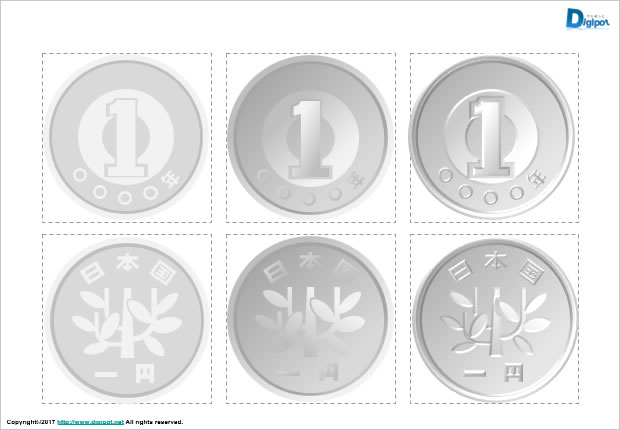 Digipot
1
○○○○年
1
○○○○年
1
○○○○年
日本国
一円
日本国
一円
日本国
一円
Copyright©2017 http://www.digipot.net All rights reserved.